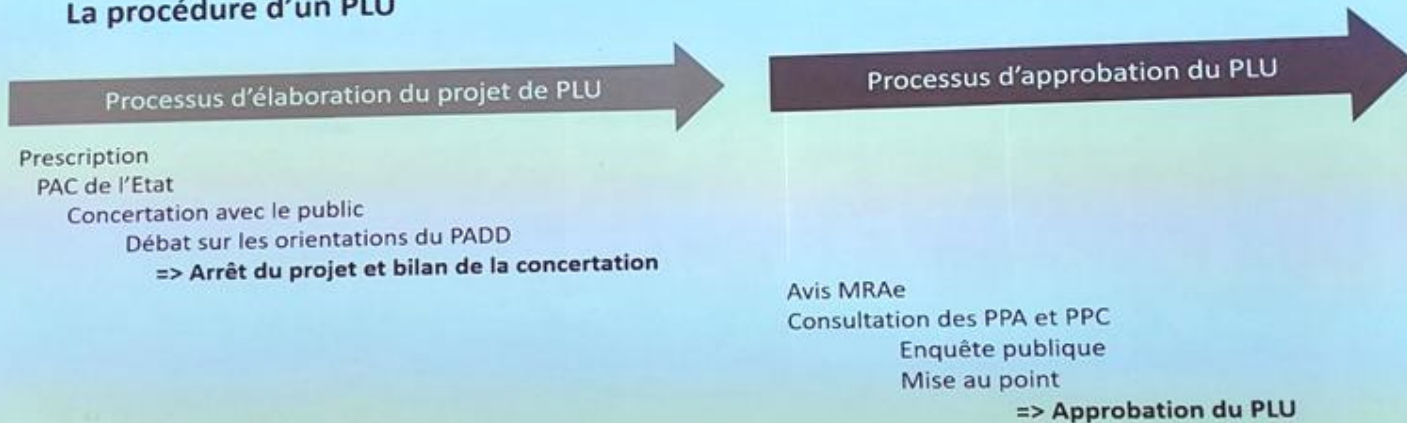 La procédure d'un PLU
Processus d'élaboration du projet de PLU
Prescription
PAC de l'Etat
Concertation avec le public
Débat sur les orientations du PADD
=> Arrêt du projet et bilan de la concertation
Processus d'approbation du PLU
Avis MRAe
Consultation des PPA et PPC
Enquête publique
Mise au point
=> Approbation du PLU